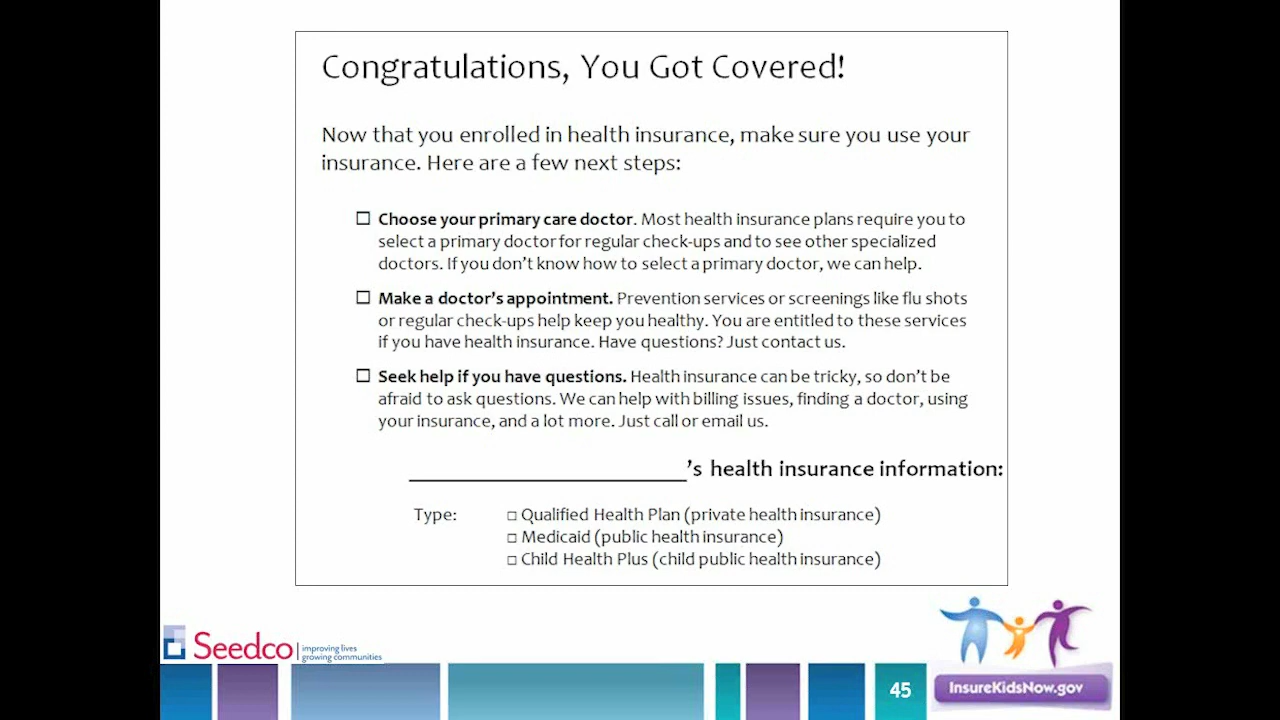 Congratulations, You Got Covered!
Now that you enrolled in health insurance, make sure you use your
insurance. Here are a few next steps:
☐ Choose your primary care doctor. Most health insurance plans require you to
select a primary doctor for regular check-ups and to see other specialized
doctors. If you don’t know how to select a primary doctor, we can help.
☐ Make a doctor’s appointment. Prevention services or screenings like flu shots
or regular check-ups help keep you healthy. You are entitled to these services
if you have health insurance. Have questions? Just contact us.
☐ Seek help if you have questions. Health insurance can be tricky, so don’t be
afraid to ask questions. We can help with billing issues, finding a doctor, using
your insurance, and a lot more. Just call or email us.
____________________’s health insurance information:
Type: ☐ Qualified Health Plan (private health insurance)
☐ Medicaid (public health insurance)
☐ Child Health Plus (child public health insurance)
Seedco improving lives
growing communities
45
InsureKidsNow.gov